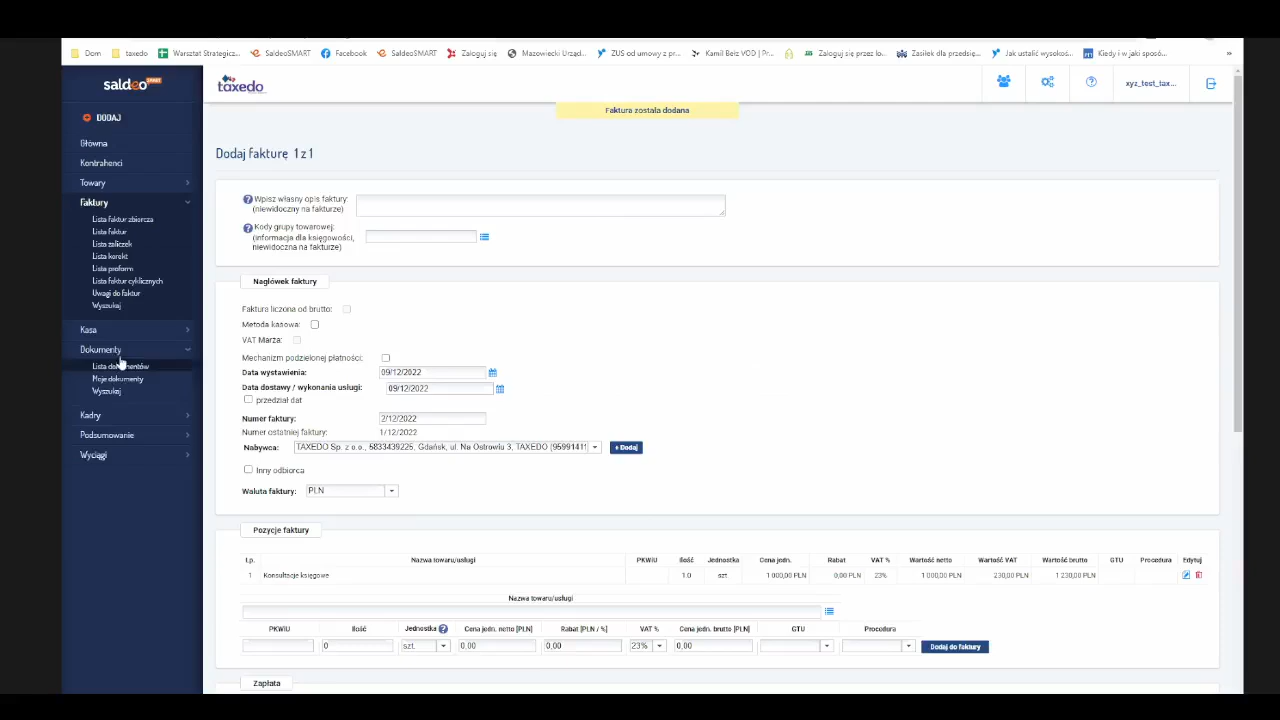 Dom taxedo Warsztat Strategicz... SaldeoSMART Facebook SaldeoSMART Zaloguj się Mazowiecki Urząd... ZUS od umowy z pr... Kamil Beiz VOD | Pr... Zaloguj się przez lo... Zasiłek dla przedsię... Jak ustalić wysokoś... Kiedy i w jaki sposó... »
saldeo SMART
taxedo
xyz_test_tax...
Faktura została dodana
DODAJ
Główna
Kontrahenci
Towary
Faktury
Lista faktur zbiorcza
Lista faktur
Lista zaliczek
Lista korekt
Lista proform
Lista faktur cyklicznych
Uwagi do faktur
Wyszukaj
Kasa
Dokumenty
Lista dokumentów
Moje dokumenty
Wyszukaj
Kadry
Podsumowanie
Wyciągi
Dodaj fakturę 1 z 1
Wpisz własny opis faktury:
(niewidoczny na fakturze)
Kody grupy towarowej:
(informacja dla księgowości,
niewidoczna na fakturze)
Nagłówek faktury
Faktura liczona od brutto:
Metoda kasowa:
VAT Marża:
Mechanizm podzielonej płatności:
Data wystawienia: 09/12/2022
Data dostawy / wykonania usługi: 09/12/2022
przedział dat
Numer faktury: 2/12/2022
Numer ostatniej faktury: 1/12/2022
Nabywca: TAXEDO Sp. z o.o., 5833439225, Gdańsk, ul. Na Ostrowiu 3, TAXEDO [95991411 + Dodaj
Inny odbiorca
Waluta faktury: PLN
Pozycje faktury
Lp. Nazwa towaru/usługi PKWiU Ilość Jednostka Cena jedn. Rabat VAT % Wartość netto Wartość VAT Wartość brutto GTU Procedura Edytuj
1 Konsultacje księgowe 1.0 szt. 1 000,00 PLN 0,00 PLN 23% 1 000,00 PLN 230,00 PLN 1 230,00 PLN
Nazwa towaru/usługi
PKWiU Ilość Jednostka ? Cena jedn. netto [PLN] Rabat [PLN / %] VAT % Cena jedn. brutto [PLN] GTU Procedura
0 szt. 0,00 0,00 23% 0,00 Dodaj do faktury
Zapłata